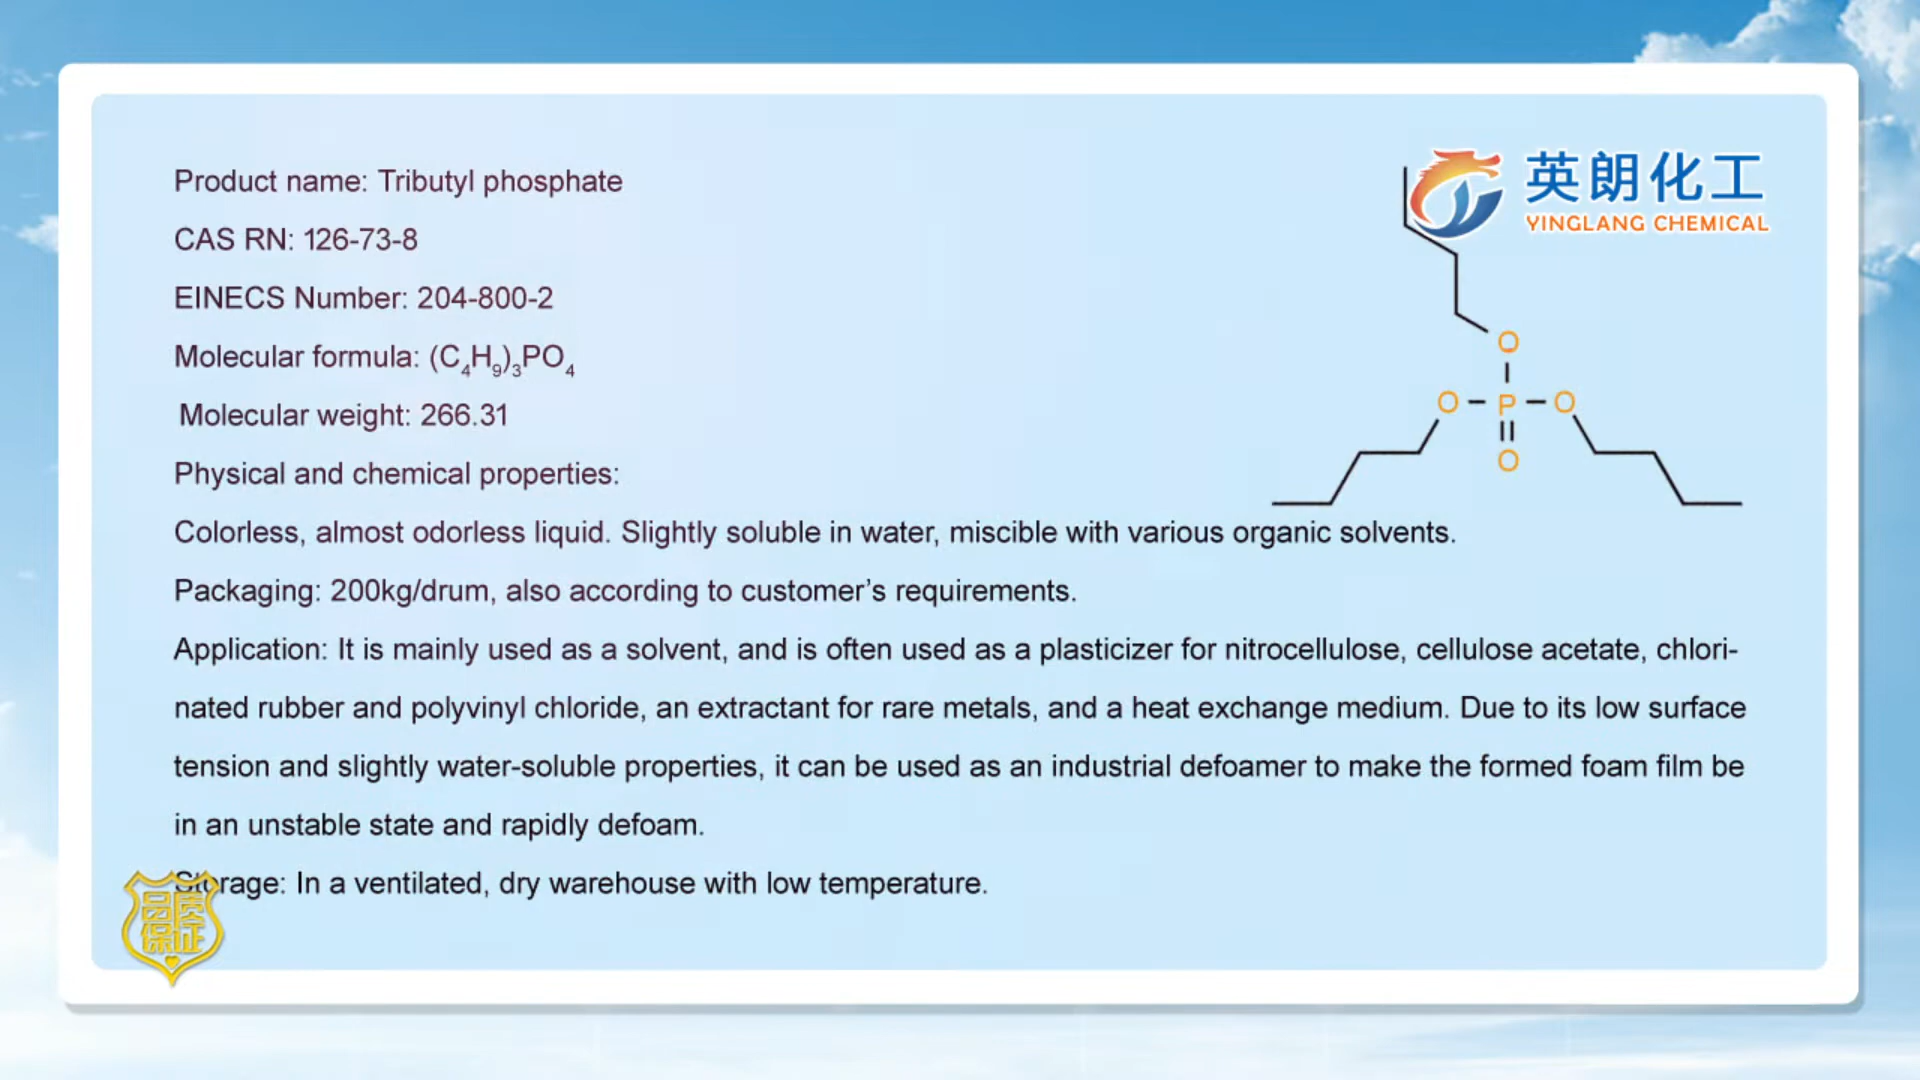 Product name: Tributyl phosphate
CAS RN: 126-73-8
EINECS Number: 204-800-2
Molecular formula: (C₄H₉)₃PO₄
Molecular weight: 266.31
Physical and chemical properties:
Colorless, almost odorless liquid. Slightly soluble in water, miscible with various organic solvents.
Packaging: 200kg/drum, also according to customer’s requirements.
Application: It is mainly used as a solvent, and is often used as a plasticizer for nitrocellulose, cellulose acetate, chlori-
nated rubber and polyvinyl chloride, an extractant for rare metals, and a heat exchange medium. Due to its low surface
tension and slightly water-soluble properties, it can be used as an industrial defoamer to make the formed foam film be
in an unstable state and rapidly defoam.
Storage: In a ventilated, dry warehouse with low temperature.
英朗化工
YINGLANG CHEMICAL
O
O P O
O
品质
保证